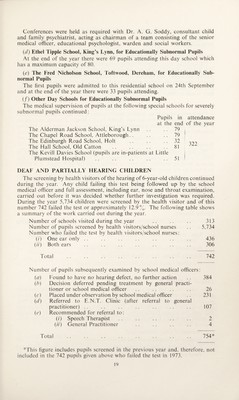 Conferences were held as required with Dr. A. G. Soddy, consultant child
and family psychiatrist, acting as chairman of a team consisting of the senior
medical officer, educational psychologist, warden and social workers.
(d) Ethel Tipple School, King's Lynn, for Educationally Subnormal Pupils
At the end of the year there were 69 pupils attending this day school which
has a maximum capacity of 80.
(e) The Fred Nicholson School, Toftwood, Dereham, for Educationally Sub-
normal Pupils
The first pupils were admitted to this residential school on 24th September
and at the end of the year there were 33 pupils attending.
(f) Other Day Schools for Educationally Subnormal Pupils
The medical supervision of pupils at the following special schools for severely
subnormal pupils continued:
Pupils in attendance
at the end of the year
The Alderman Jackson School, King's Lynn .. 79
The Chapel Road School, Attleborough .. .. 79
The Edinburgh Road School, Holt .. .. 32
322
The Hall School, Old Catton .. .. 81
The Kevill Davies School (pupils are in-patients at Little
Plumstead Hospital) .. .. .. 51
DEAF AND PARTIALLY HEARING CHILDREN
The screening by health visitors of the hearing of 6-year-old children continued
during the year. Any child failing this test being followed up by the school
medical officer and full assessment, including ear, nose and throat examination,
carried out before it was decided whether further investigation was required.
During the year 5,734 children were screened by the health visitor and of this
number 742 failed the test or approximately 12.9%. The following table shows
a summary of the work carried out during the year.
Number of schools visited during the year 313
Number of pupils screened by health visitors/school nurses 5,734
Number who failed the test by health visitors/school nurses:
(i) One ear only .. .. 436
(ii) Both ears .. .. 306
Total .. .. 742
Number of pupils subsequently examined by school medical officers:
(a) Found to have no hearing defect, no further action .. 384
(b) Decision deferred pending treatment by general practi-
tioner or school medical officer .. 26
(c) Placed under observation by school medical officer .. 231
(d) Referred to E.N.T. Clinic (after referral to general
practitioner) .. .. 107
(e) Recommended for referral to:
(i) Speech Therapist .. .. 2
(ii) General Practitioner .. .. 4
Total .. .. 754*
*This figure includes pupils screened in the previous year and, therefore, not
included in the 742 pupils given above who failed the test in 1973.
19